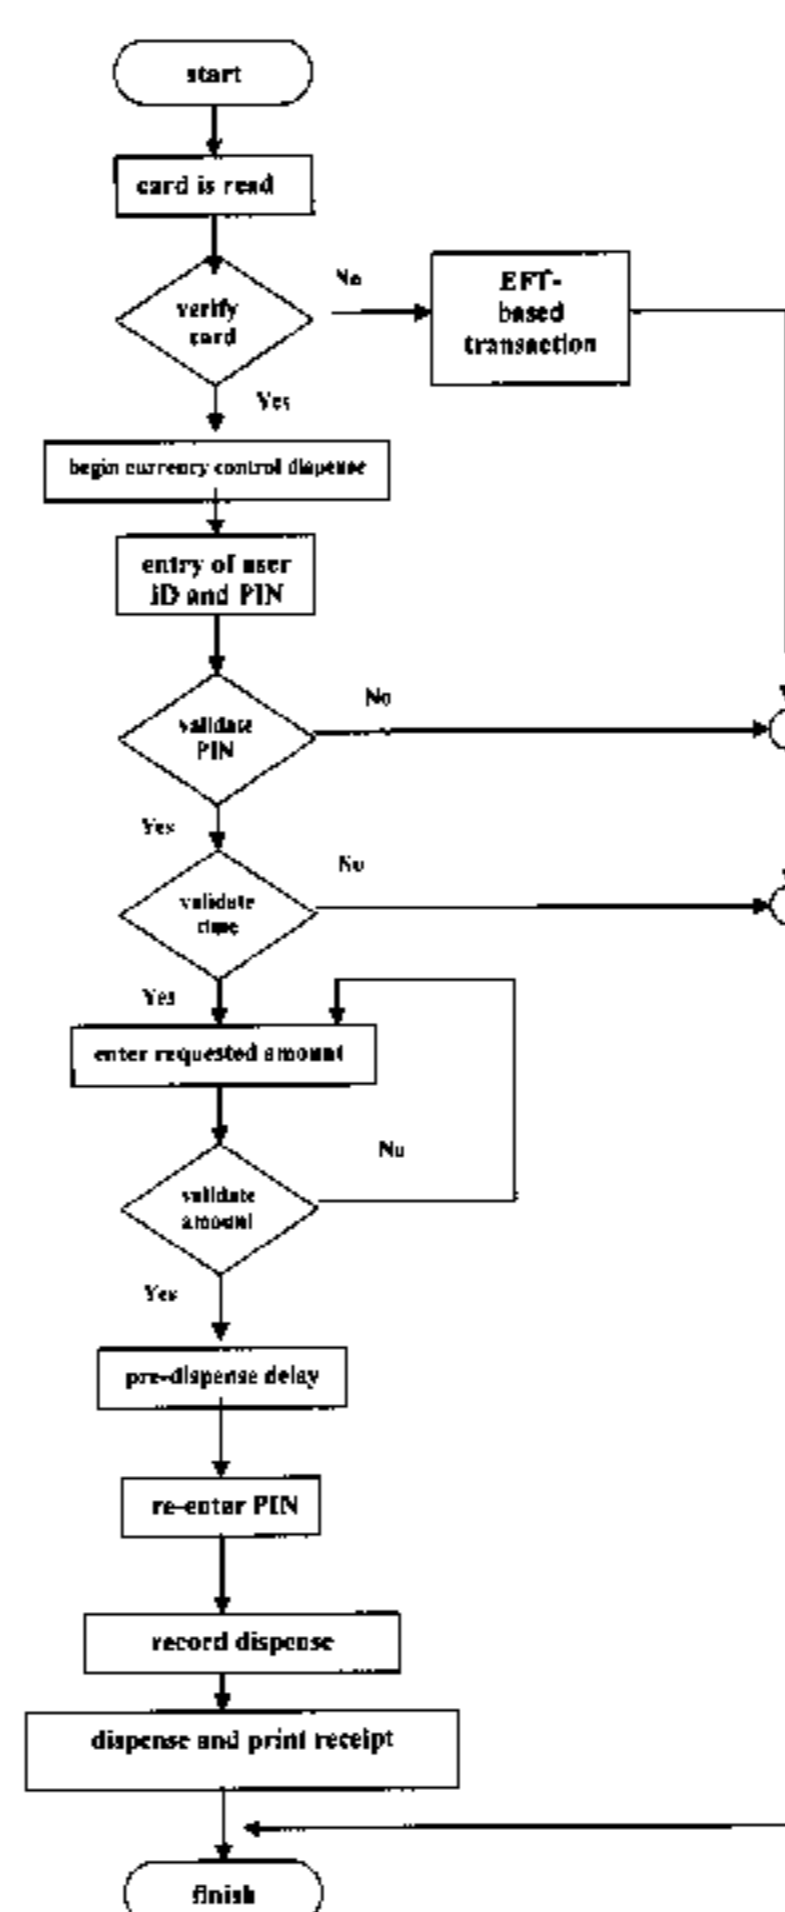 start
card is read
verify
card
No
EFT-
based
transaction
Yes
begin currency control dispense
entry of user
ID and PIN
validate
PIN
No
Yes
validate
time
No
Yes
enter requested amount
validate
amount
No
Yes
pre-dispense delay
re-enter PIN
record dispense
dispense and print receipt
finish